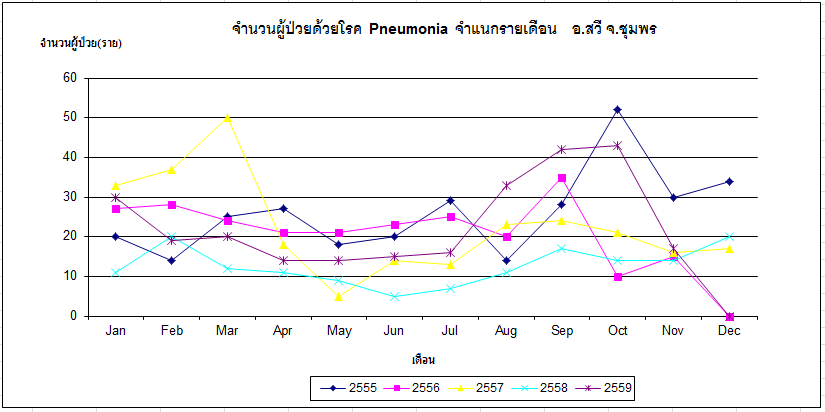 จำนวนผู้ป่วยด้วยโรค Pneumonia จำแนกรายเดือน อ.สวี จ.ชุมพร
จำนวนผู้ป่วย(ราย)
60
50
40
30
20
10
0
Jan Feb Mar Apr May Jun Jul Aug Sep Oct Nov Dec
เดือน
2555 2556 2557 2558 2559